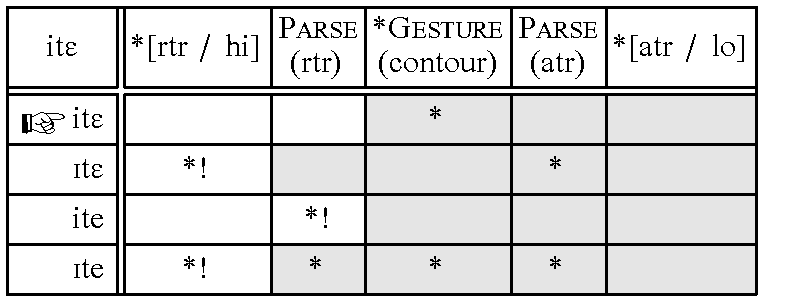 itɛ *[rtr / hi] PARSE (rtr) *GESTURE (contour) PARSE (atr) *[atr / lo]
☞ itɛ *
ɪtɛ *! *
ite *!
ɪte *! * * *